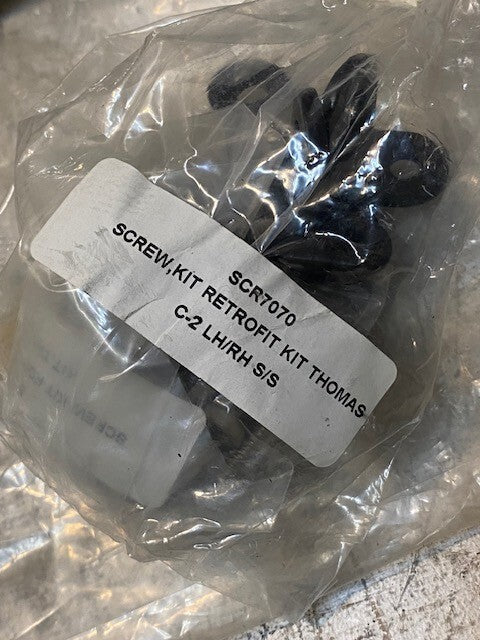 SCR7070
SCREW,KIT RETROFIT KIT THOMAS
C-2 LH/RH S/S